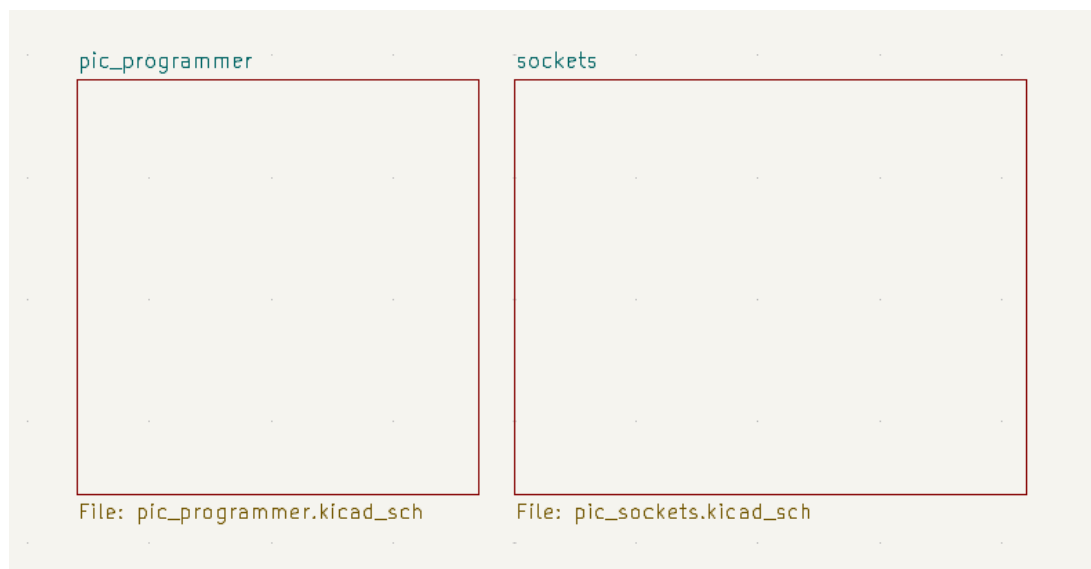 pic_programmer
sockets
File: pic_programmer.kicad_sch
File: pic_sockets.kicad_sch